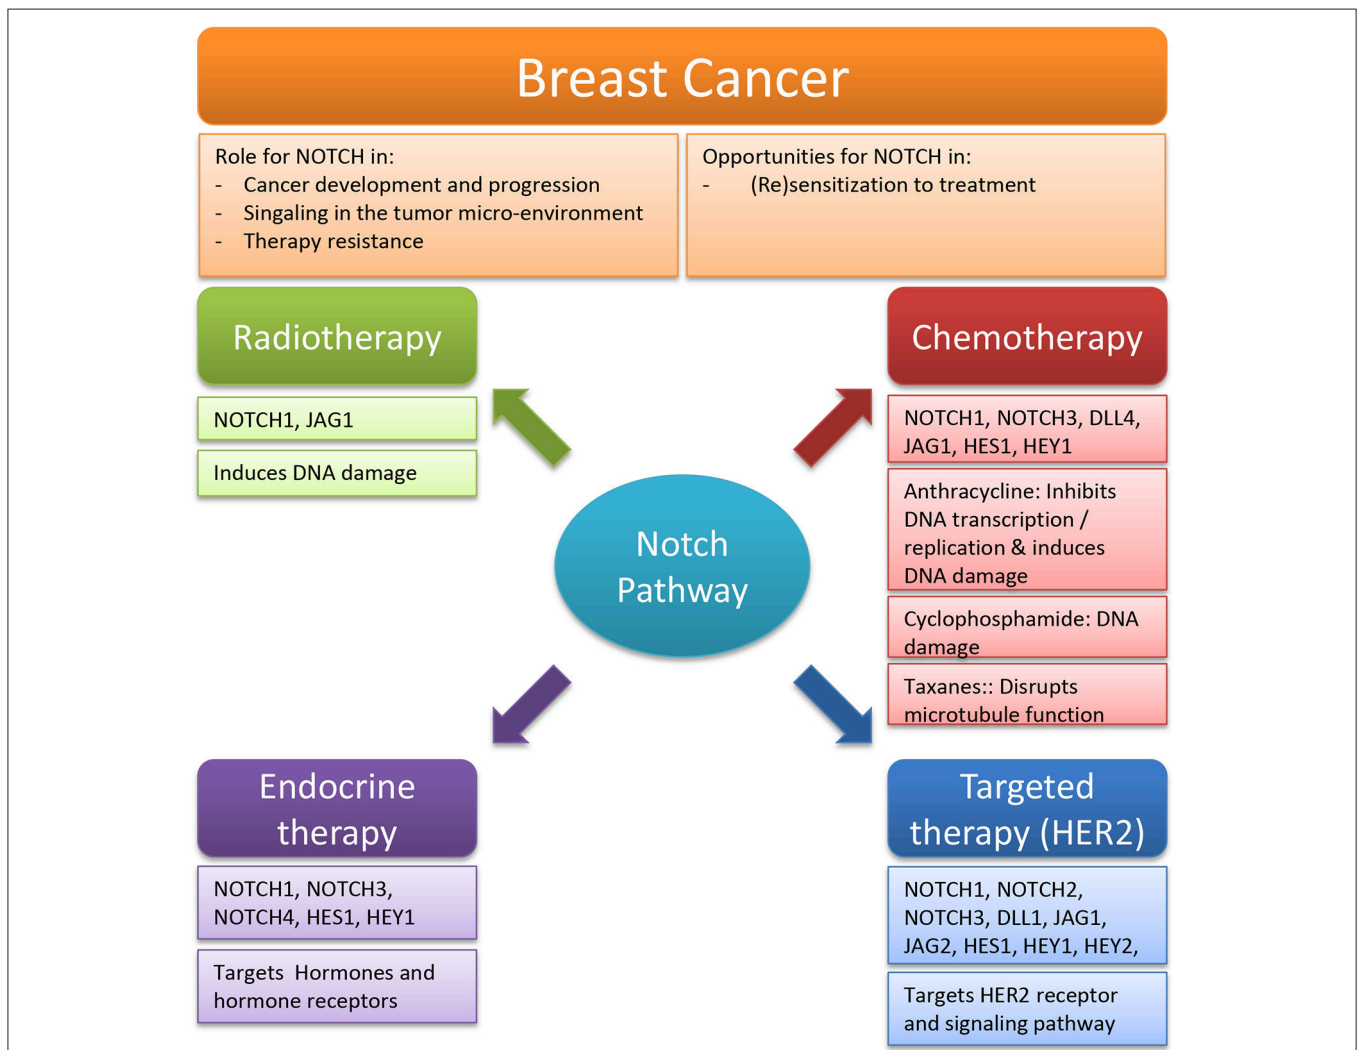 Breast Cancer
Role for NOTCH in:
- Cancer development and progression
- Singaling in the tumor micro-environment
- Therapy resistance
Opportunities for NOTCH in:
- (Re)sensitization to treatment
Radiotherapy
NOTCH1, JAG1
Induces DNA damage
Chemotherapy
NOTCH1, NOTCH3, DLL4,
JAG1, HES1, HEY1
Anthracycline: Inhibits
DNA transcription /
replication & induces
DNA damage
Cyclophosphamide: DNA
damage
Taxanes:: Disrupts
microtubule function
Notch
Pathway
Endocrine
therapy
NOTCH1, NOTCH3,
NOTCH4, HES1, HEY1
Targets  Hormones and
hormone receptors
Targeted
therapy (HER2)
NOTCH1, NOTCH2,
NOTCH3, DLL1, JAG1,
JAG2, HES1, HEY1, HEY2,
Targets HER2 receptor
and signaling pathway